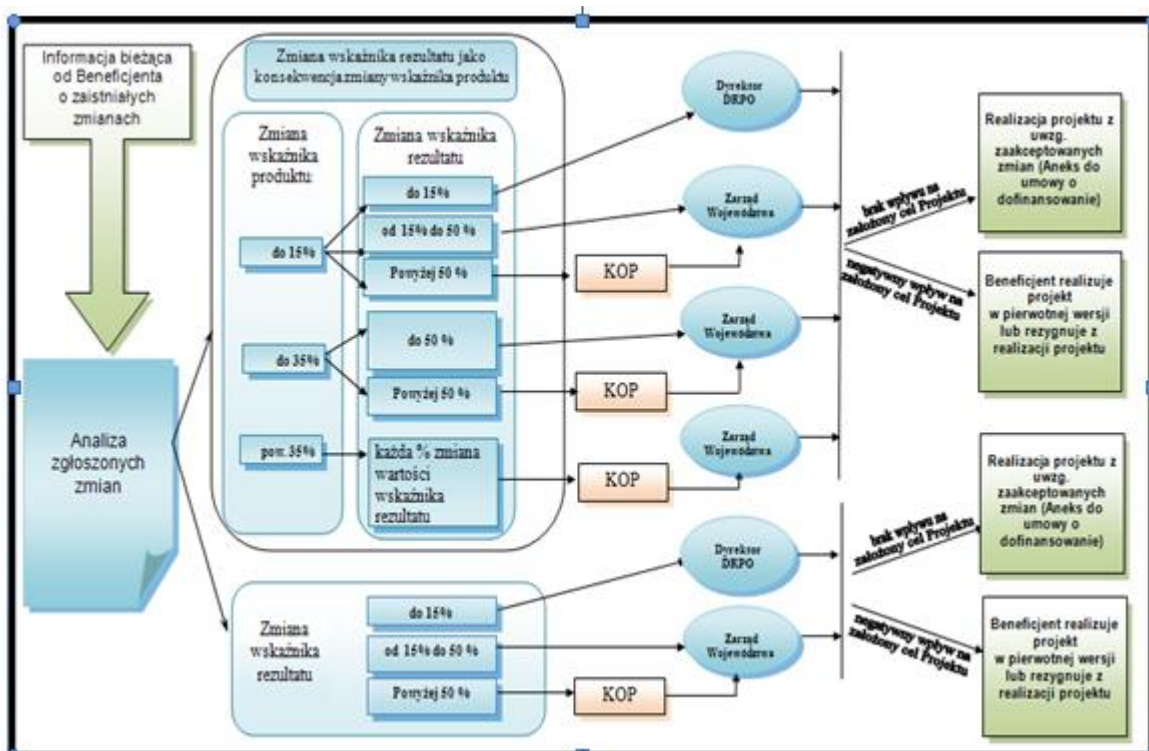 Informacja bieżąca
od Beneficjenta
o zaistniałych
zmianach
Analiza
zgłoszonych
zmian
Zmiana wskaźnika rezultatu jako
konsekwencja zmiany wskaźnika produktu
Zmiana
wskaźnika
produktu:
do 15%
do 35%
pow. 35%
Zmiana wskaźnika
rezultatu
do 15%
od 15% do 50 %
Powyżej 50 %
do 50 %
Powyżej 50 %
każda % zmiana
wartości
wskaźnika
rezultatu
KOP
KOP
KOP
Dyrektor
DRPO
Zarząd
Województwa
Zarząd
Województwa
Zarząd
Województwa
brak wpływu na
założony cel Projektu
negatywny wpływ na
założony cel Projektu
Realizacja projektu z
uwzg.
zaakceptowanych
zmian (Aneks do
umowy o
dofinansowanie)
Beneficjent realizuje
projekt
w pierwotnej wersji
lub rezygnuje z
realizacji projektu
Zmiana
wskaźnika
rezultatu
do 15%
od 15% do 50 %
Powyżej 50 %
KOP
Dyrektor
DRPO
Zarząd
Województwa
brak wpływu na
założony cel Projektu
negatywny wpływ na
założony cel Projektu
Realizacja projektu z
uwzg.
zaakceptowanych
zmian (Aneks do
umowy o
dofinansowanie)
Beneficjent realizuje
projekt
w pierwotnej wersji
lub rezygnuje z
realizacji projektu